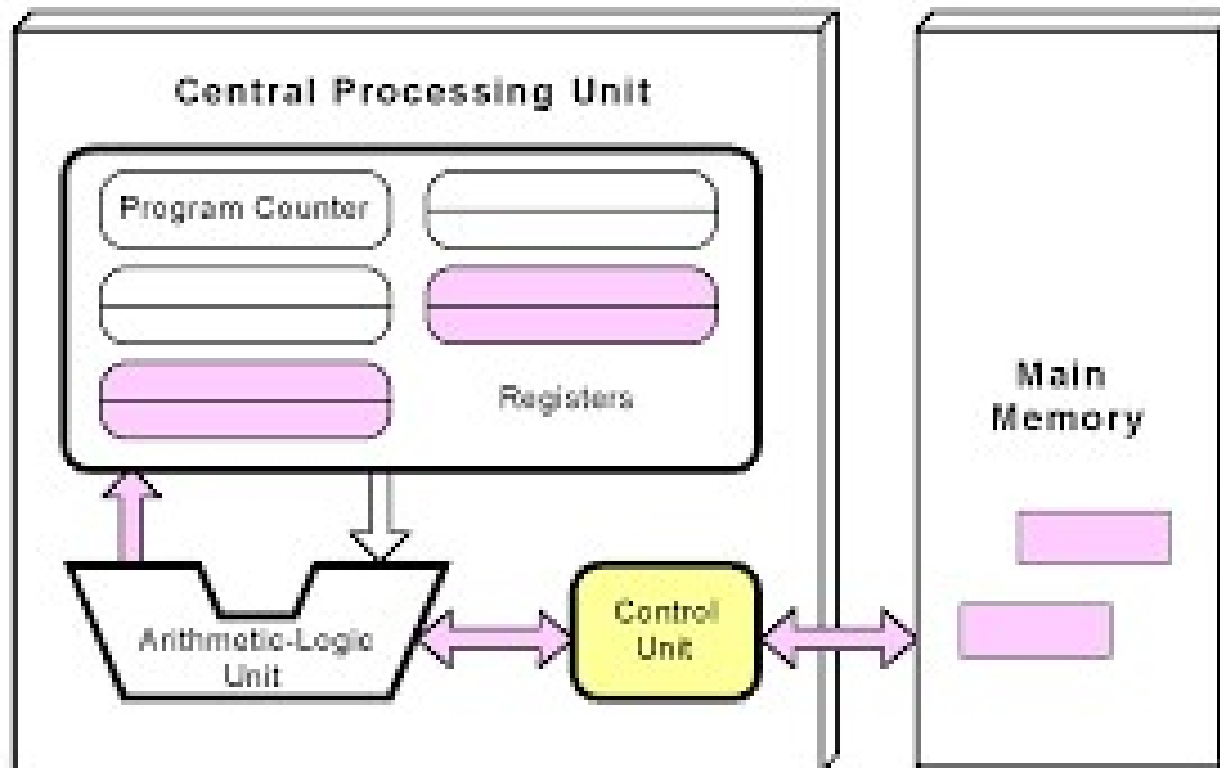 Central Processing Unit
Program Counter
Registers
Main
Memory
Arithmetic-Logic
Unit
Control
Unit